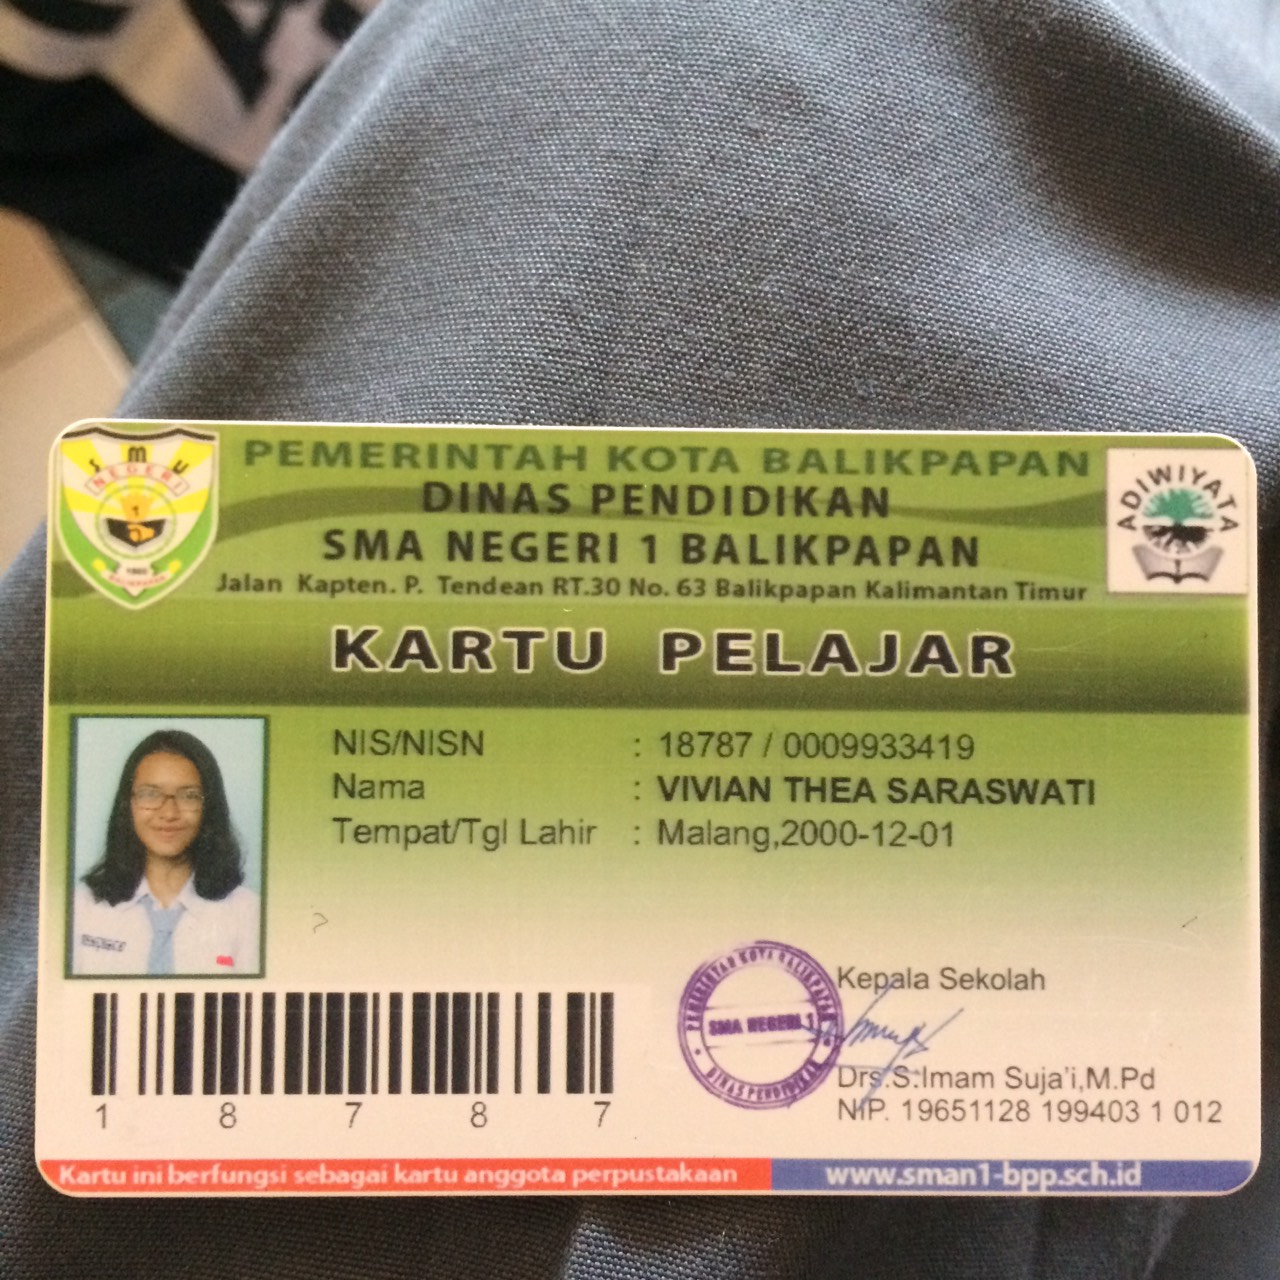 SMU
NEGERI
1
BALIKPAPAN
PEMERINTAH KOTA BALIKPAPAN
DINAS PENDIDIKAN
SMA NEGERI 1 BALIKPAPAN
Jalan Kapten. P. Tendean RT.30 No. 63 Balikpapan Kalimantan Timur
ADIWIYATA
KARTU PELAJAR
NIS/NISN : 18787 / 0009933419
Nama : VIVIAN THEA SARASWATI
Tempat/Tgl Lahir : Malang,2000-12-01
PEMERINTAH KOTA BALIKPAPAN
SMA NEGERI 1
DINAS PENDIDIKAN
Kepala Sekolah
Drs.S.Imam Suja'i,M.Pd
NIP. 19651128 199403 1 012
1 8 7 8 7
Kartu ini berfungsi sebagai kartu anggota perpustakaan
www.sman1-bpp.sch.id